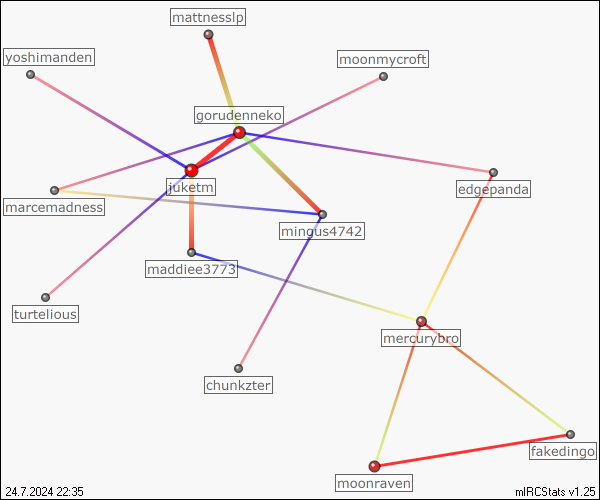 mattnesslp
yoshimanden
moonmycroft
gorudenneko
juketm
edgepanda
marcemadness
mingus4742
maddiee3773
turtelious
mercurybro
chunkzter
fakedingo
moonraven
24.7.2024 22:35
mIRCStats v1.25